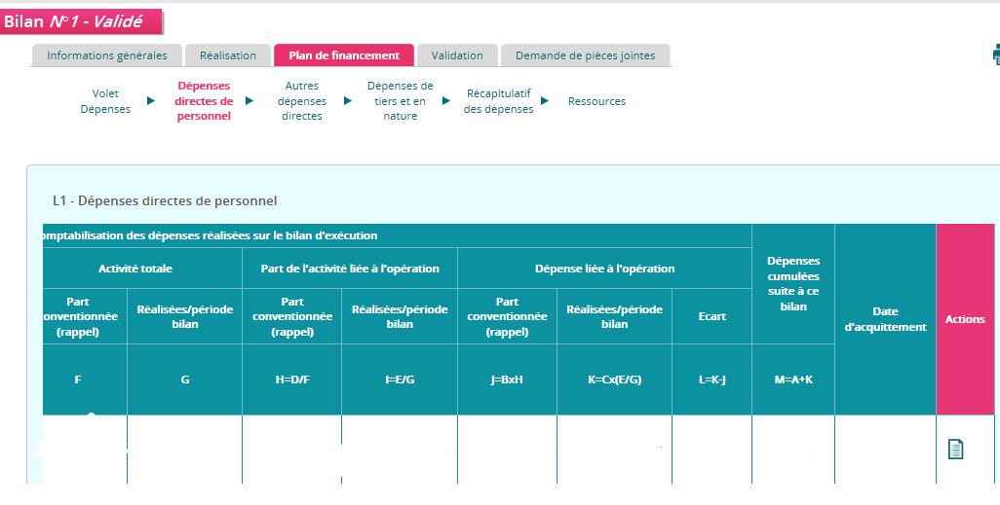 Bilan N°1 - Validé
Informations générales
Réalisation
Plan de financement
Validation
Demande de pièces jointes
Volet
Dépenses
Dépenses
directes de
personnel
Autres
dépenses
directes
Dépenses de
tiers et en
nature
Récapitulatif
des dépenses
Ressources
L1 - Dépenses directes de personnel
omptabilisation des dépenses réalisées sur le bilan d'exécution
Activité totale
Part de l'activité liée à l'opération
Dépense liée à l'opération
Dépenses
cumulées
suite à ce
bilan
Date
d'acquittement
Actions
Part
conventionnée
(rappel)
Réalisées/période
bilan
Part
conventionnée
(rappel)
Réalisées/période
bilan
Part
conventionnée
(rappel)
Réalisées/période
bilan
Ecart
F
G
H=D/F
I=E/G
J=BxH
K=Cx(E/G)
L=K-J
M=A+K